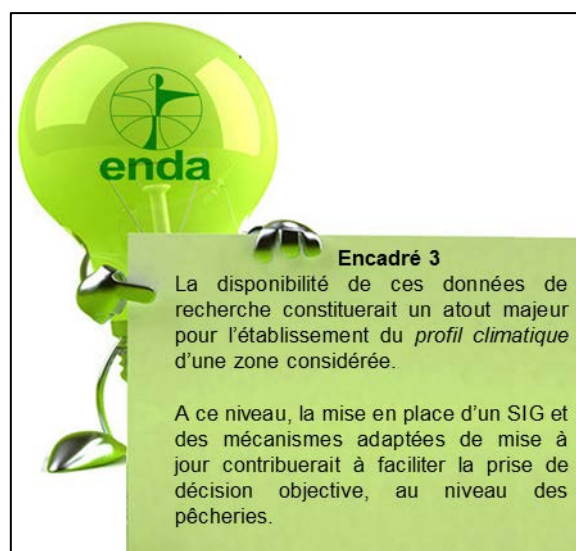 enda
Encadré 3
La disponibilité de ces données de
recherche constituerait un atout majeur
pour l’établissement du profil climatique
d’une zone considérée.
A ce niveau, la mise en place d’un SIG et
des mécanismes adaptées de mise à
jour contribuerait à faciliter la prise de
décision objective, au niveau des
pêcheries.